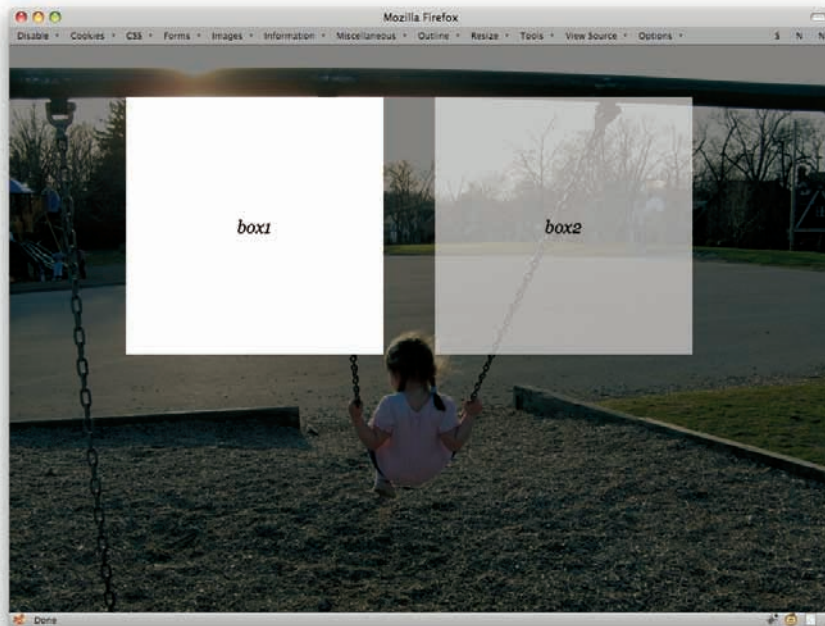 Mozilla Firefox
Disable Cookies CSS Forms Images Information Miscellaneous Outline Resize Tools View Source Options S N N
box1 box2
Done